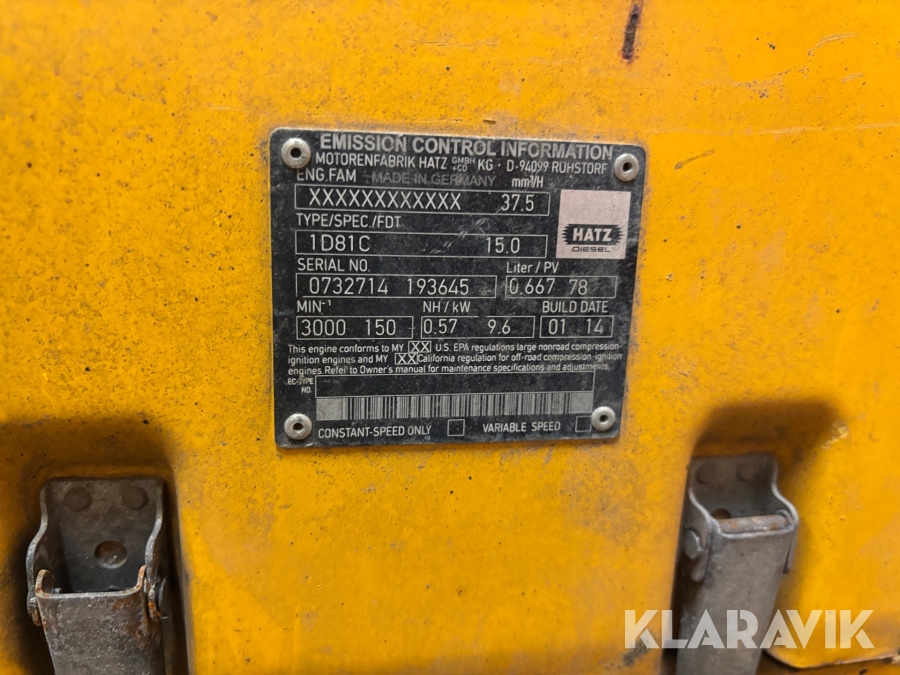 EMISSION CONTROL INFORMATION
MOTORENFABRIK HATZ GMBH +CO KG · D-94099 RUHSTORF
ENG.FAM MADE IN GERMANY mm³/H
XXXXXXXXXXXX 37.5
TYPE/SPEC./FDT
1D81C 15.0
HATZ
DIESEL
SERIAL NO. Liter / PV
0732714 193645 0.667 78
MIN⁻¹ NH / kW BUILD DATE
3000 150 0.57 9.6 01 14
This engine conforms to MY XX U.S. EPA regulations large nonroad compression
ignition engines and MY XX California regulation for off-road compression-ignition
engines Refer to Owner's manual for maintenance specifications and adjustments.
EC-TYPE
NO.
CONSTANT-SPEED ONLY VARIABLE SPEED
KLARAVIK